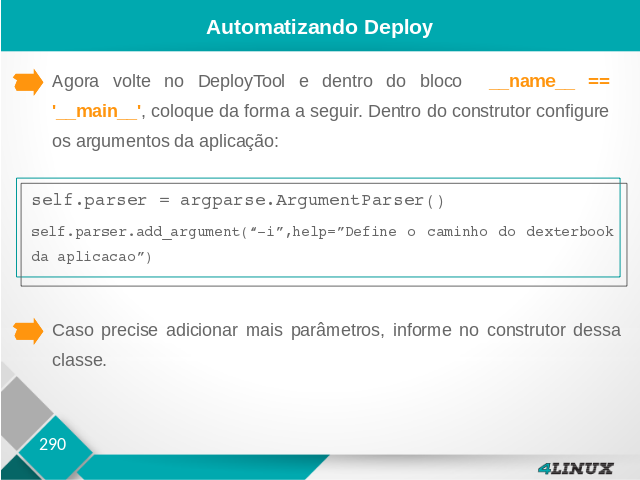 Automatizando Deploy
Agora volte no DeployTool e dentro do bloco __name__ ==
'__main__', coloque da forma a seguir. Dentro do construtor configure
os argumentos da aplicação:
self.parser = argparse.ArgumentParser()
self.parser.add_argument(“-i”,help=”Define o caminho do dexterbook
da aplicacao”)
Caso precise adicionar mais parâmetros, informe no construtor dessa
classe.
290
4LINUX